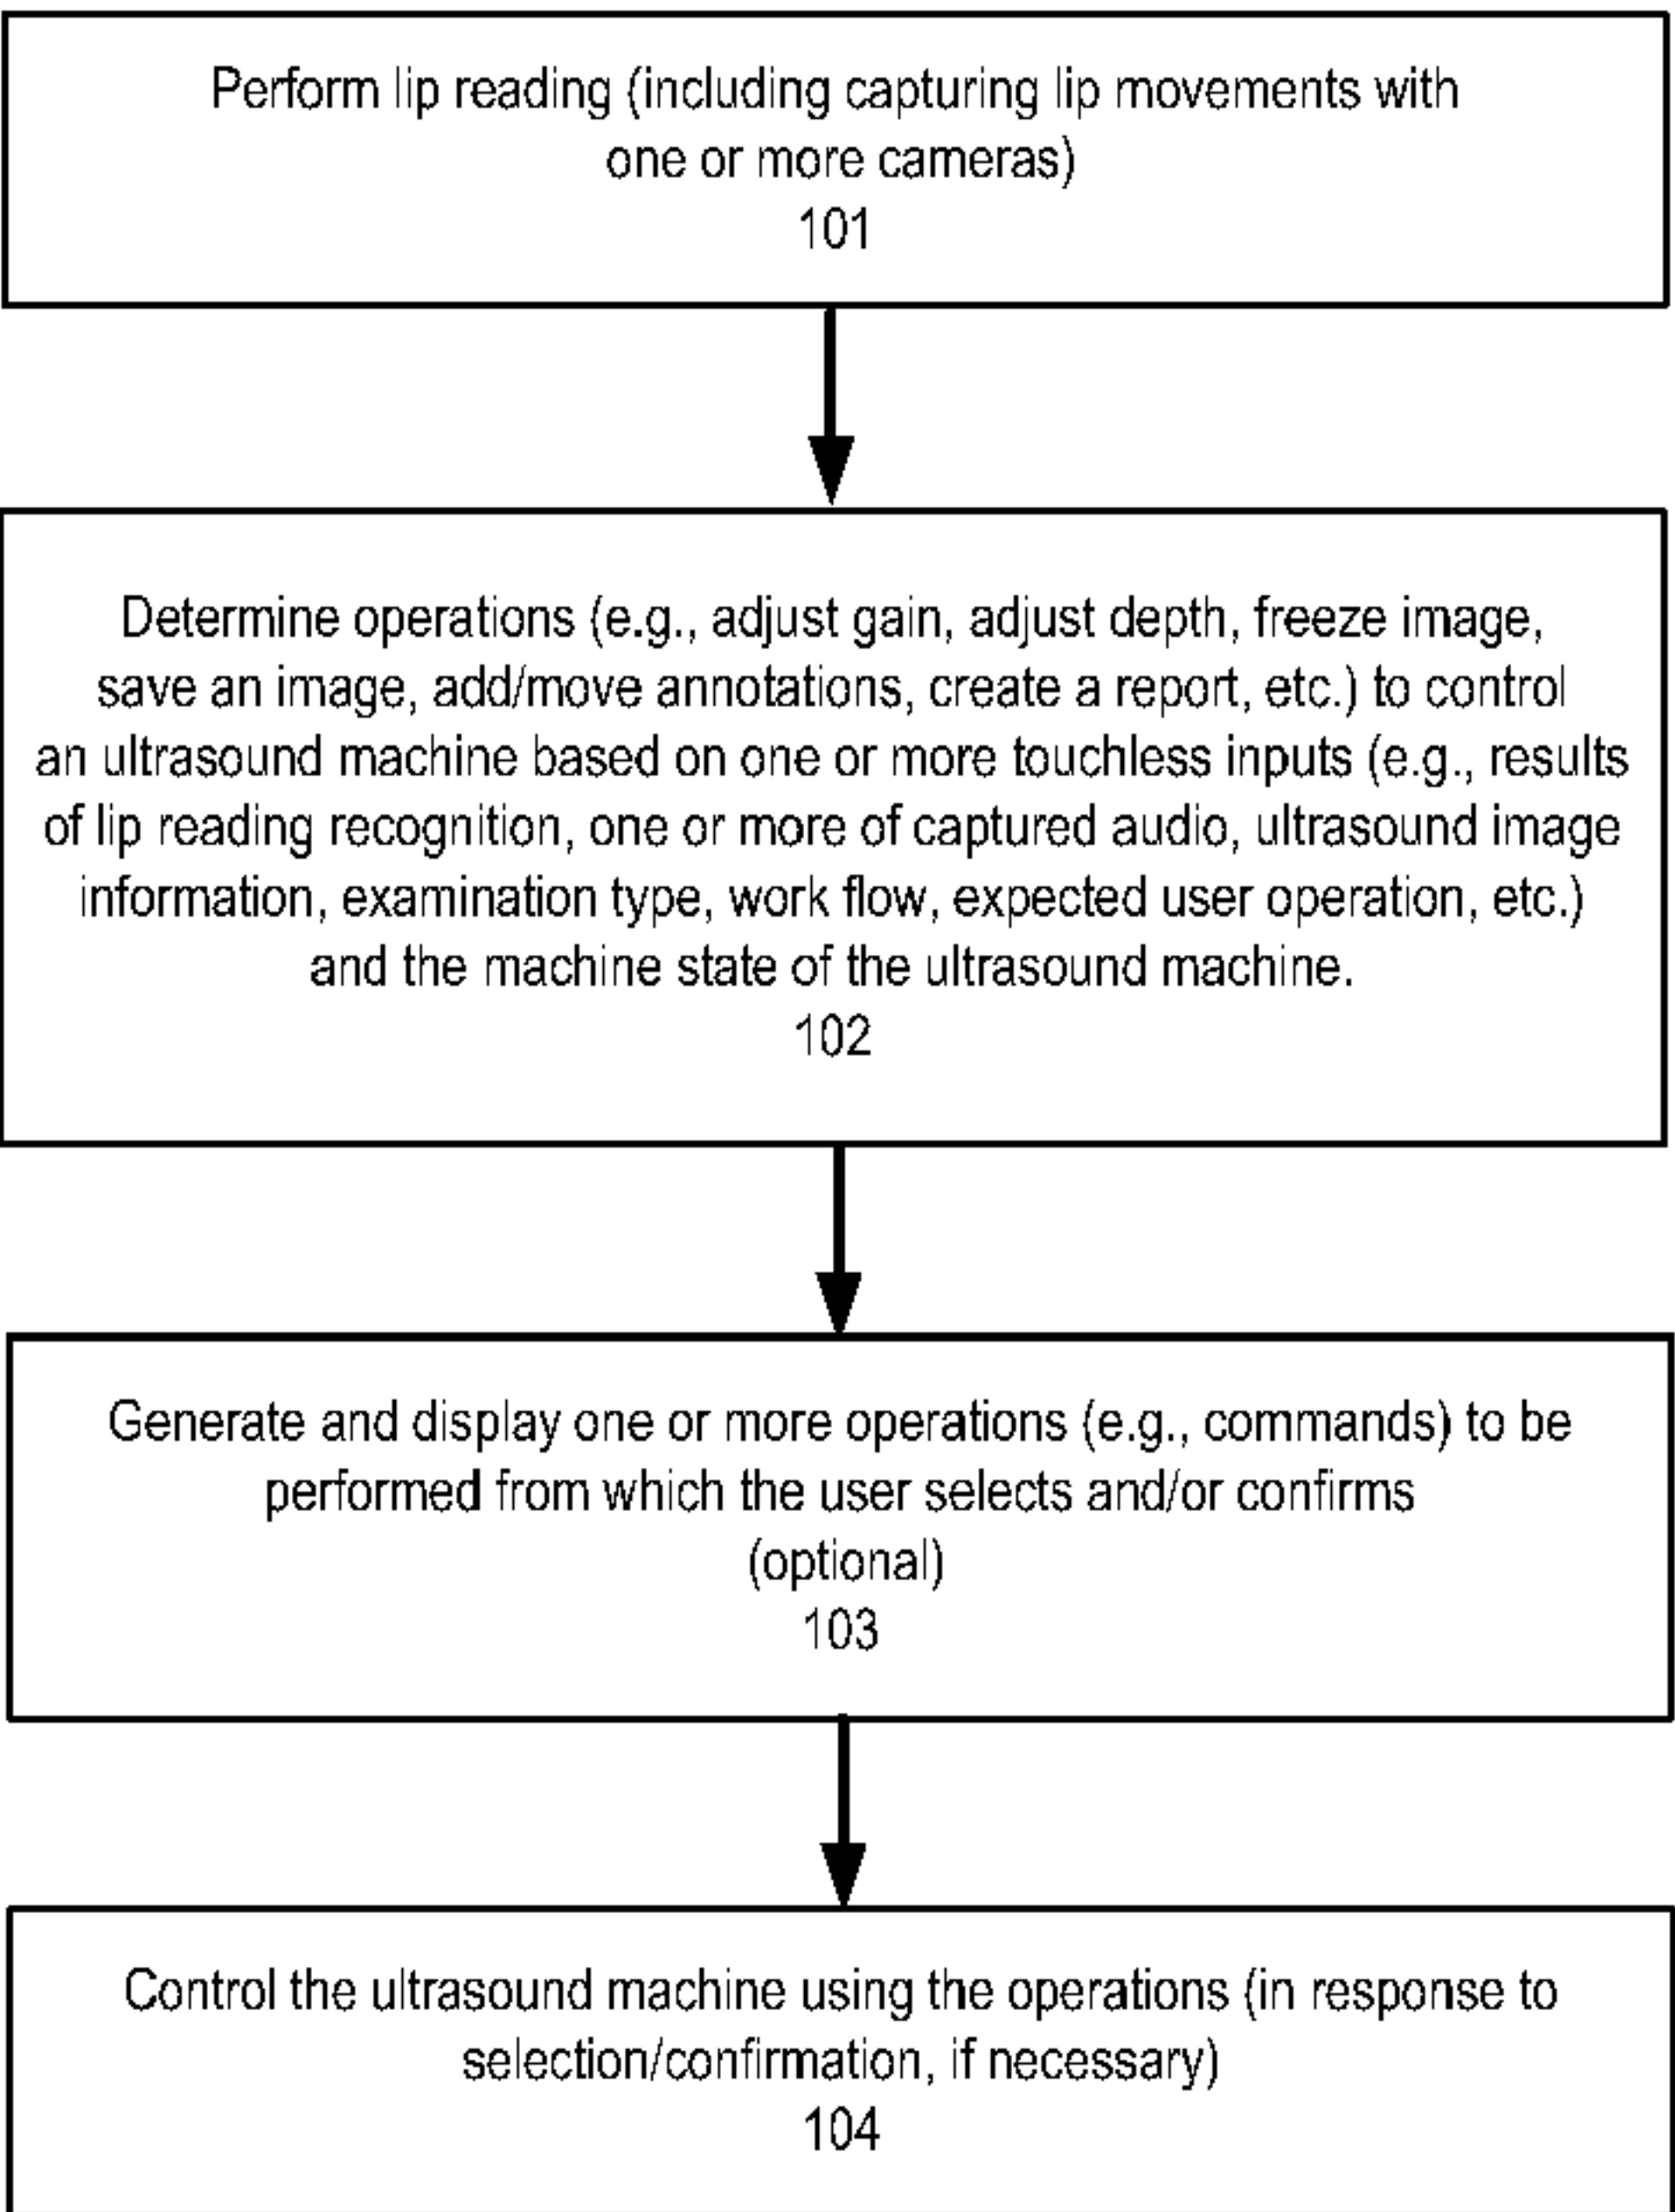 Perform lip reading (including capturing lip movements with
one or more cameras)
101
Determine operations (e.g., adjust gain, adjust depth, freeze image,
save an image, add/move annotations, create a report, etc.) to control
an ultrasound machine based on one or more touchless inputs (e.g., results
of lip reading recognition, one or more of captured audio, ultrasound image
information, examination type, work flow, expected user operation, etc.)
and the machine state of the ultrasound machine.
102
Generate and display one or more operations (e.g., commands) to be
performed from which the user selects and/or confirms
(optional)
103
Control the ultrasound machine using the operations (in response to
selection/confirmation, if necessary)
104